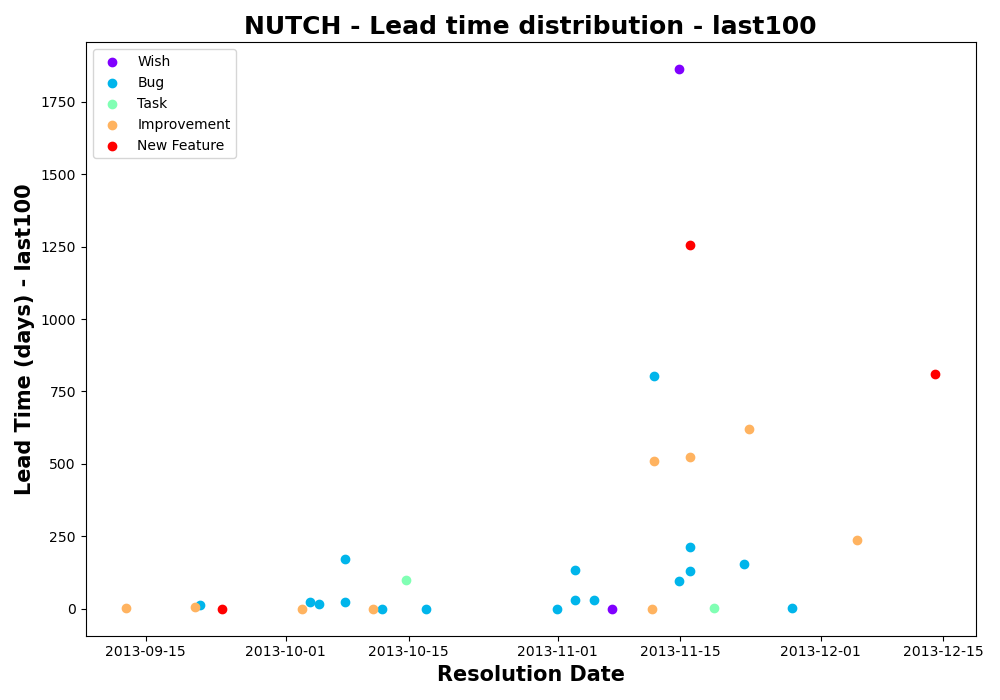 NUTCH - Lead time distribution - last100
Wish
Bug
Task
Improvement
New Feature
Lead Time (days) - last100
1750
1500
1250
1000
750
500
250
0
2013-09-15
2013-10-01
2013-10-15
2013-11-01
2013-11-15
2013-12-01
2013-12-15
Resolution Date